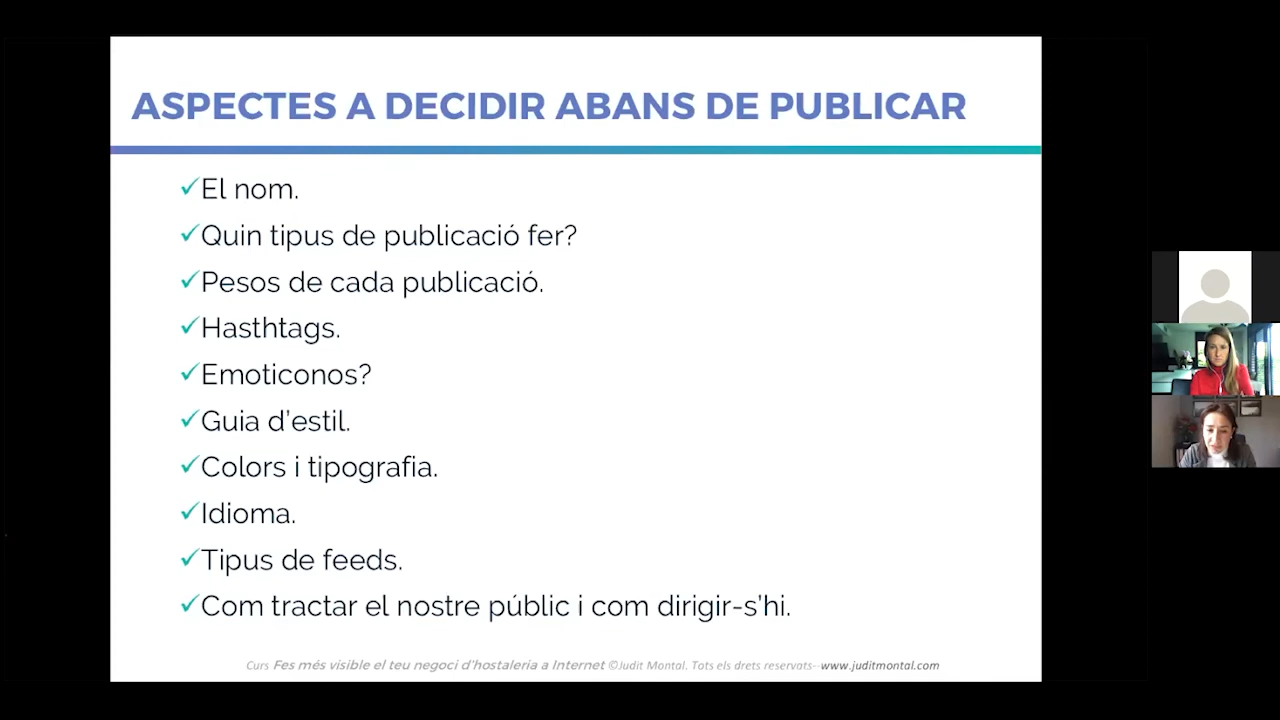 ASPECTES A DECIDIR ABANS DE PUBLICAR
✓El nom.
✓Quin tipus de publicació fer?
✓Pesos de cada publicació.
✓Hasthtags.
✓Emoticonos?
✓Guia d'estil.
✓Colors i tipografia.
✓Idioma.
✓Tipus de feeds.
✓Com tractar el nostre públic i com dirigir-s'hi.
Curs Fes més visible el teu negoci d'hostaleria a Internet ©Judit Montal. Tots els drets reservats- www.juditmontal.com